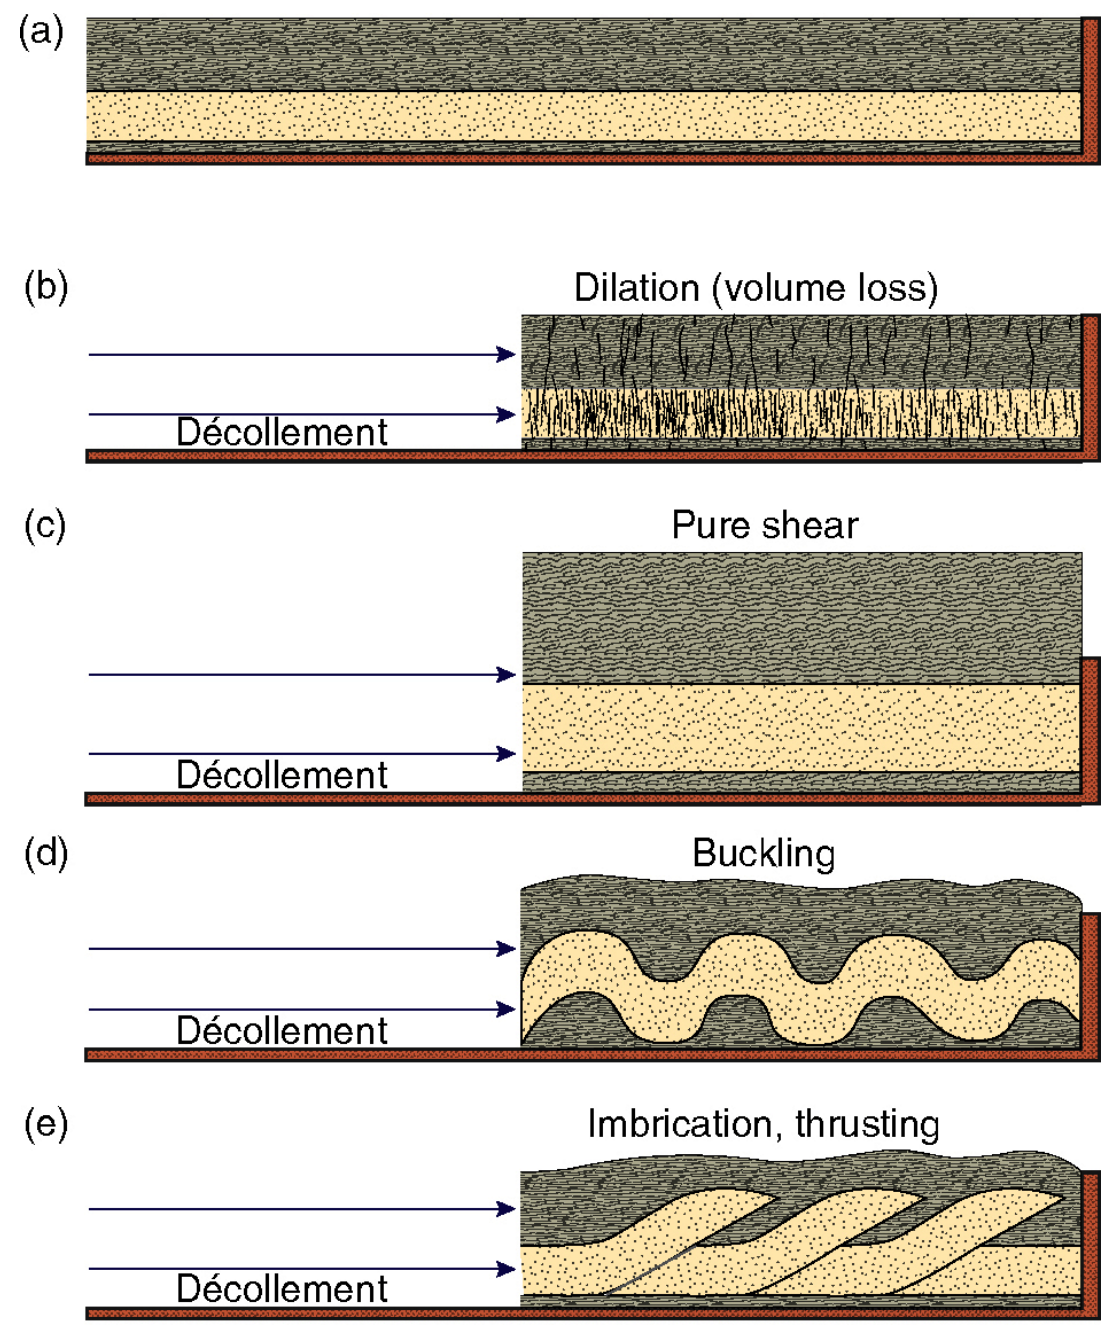 (a)
(b)
Dilation (volume loss)
Décollement
(c)
Pure shear
Décollement
(d)
Buckling
Décollement
(e)
Imbrication, thrusting
Décollement